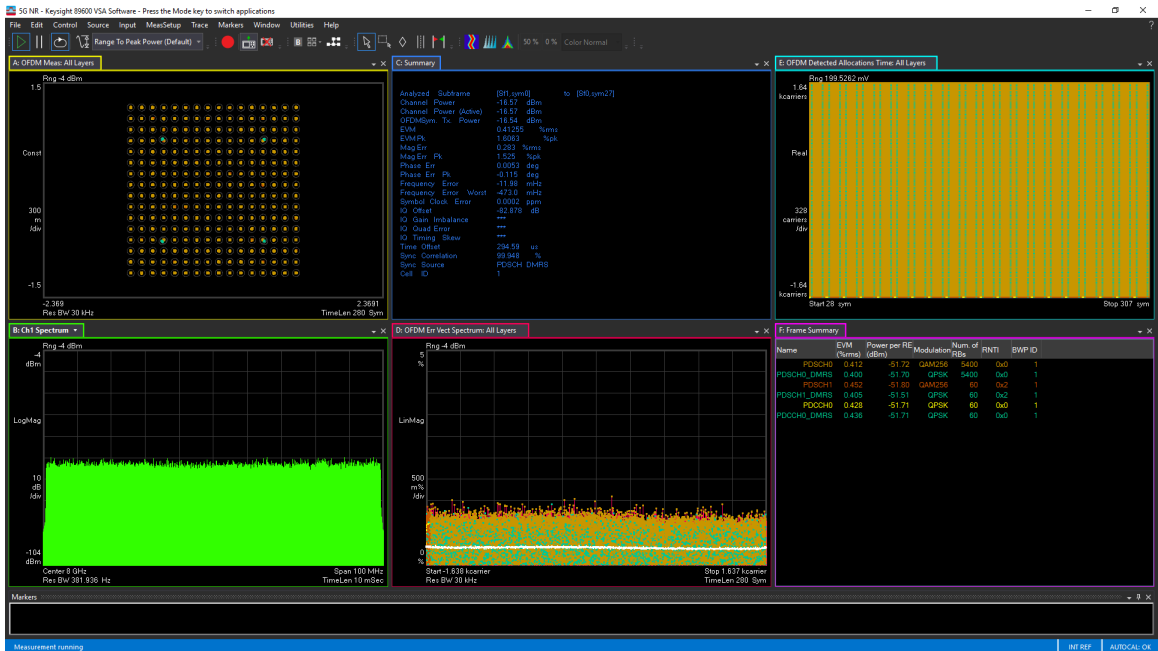 5G NR - Keysight 89600 VSA Software - Press the Mode key to switch applications
File Edit Control Source Input MeasSetup Trace Markers Window Utilities Help
Range To Peak Power (Default) B 50 % 0 % Color Normal
A: OFDM Meas: All Layers
Rng -4 dBm
1.5
Const
300
m
/div
-1.5
-2.369 2.3691
Res BW 30 kHz TimeLen 280 Sym
C: Summary
Analyzed Subframe [Sf1,sym0] to [Sf0,sym27]
Channel Power -16.57 dBm
Channel Power (Active) -16.57 dBm
OFDMSym. Tx. Power -16.54 dBm
EVM 0.41255 %rms
EVM Pk 1.6063 %pk
Mag Err 0.283 %rms
Mag Err Pk 1.525 %pk
Phase Err 0.0053 deg
Phase Err Pk -0.115 deg
Frequency Error -11.98 mHz
Frequency Error Worst -473.0 mHz
Symbol Clock Error 0.0002 ppm
IQ Offset -82.878 dB
IQ Gain Imbalance ***
IQ Quad Error ***
IQ Timing Skew ***
Time Offset 294.59 us
Sync Correlation 99.948 %
Sync Source PDSCH DMRS
Cell ID 1
E: OFDM Detected Allocations Time: All Layers
Rng 199.5262 mV
1.64
kcarriers
Real
328
carriers
/div
-1.64
kcarriers
Start 28 sym Stop 307 sym
B: Ch1 Spectrum
Rng -4 dBm
-4
dBm
LogMag
10
dB
/div
-104
dBm
Center 8 GHz Span 100 MHz
Res BW 381.936 Hz TimeLen 10 mSec
D: OFDM Err Vect Spectrum: All Layers
Rng -4 dBm
5
%
LinMag
500
m%
/div
0
%
Start -1.638 kcarrier Stop 1.637 kcarrier
Res BW 30 kHz TimeLen 280 Sym
F: Frame Summary
Name EVM (%rms) Power per RE (dBm) Modulation Num. of RBs RNTI BWP ID
PDSCH0 0.412 -51.72 QAM256 5400 0x0 1
PDSCH0_DMRS 0.400 -51.70 QPSK 5400 0x0 1
PDSCH1 0.452 -51.80 QAM256 60 0x2 1
PDSCH1_DMRS 0.405 -51.51 QPSK 60 0x2 1
PDCCH0 0.428 -51.71 QPSK 60 0x0 1
PDCCH0_DMRS 0.436 -51.71 QPSK 60 0x0 1
Markers
Measurement running INT REF AUTOCAL: OK